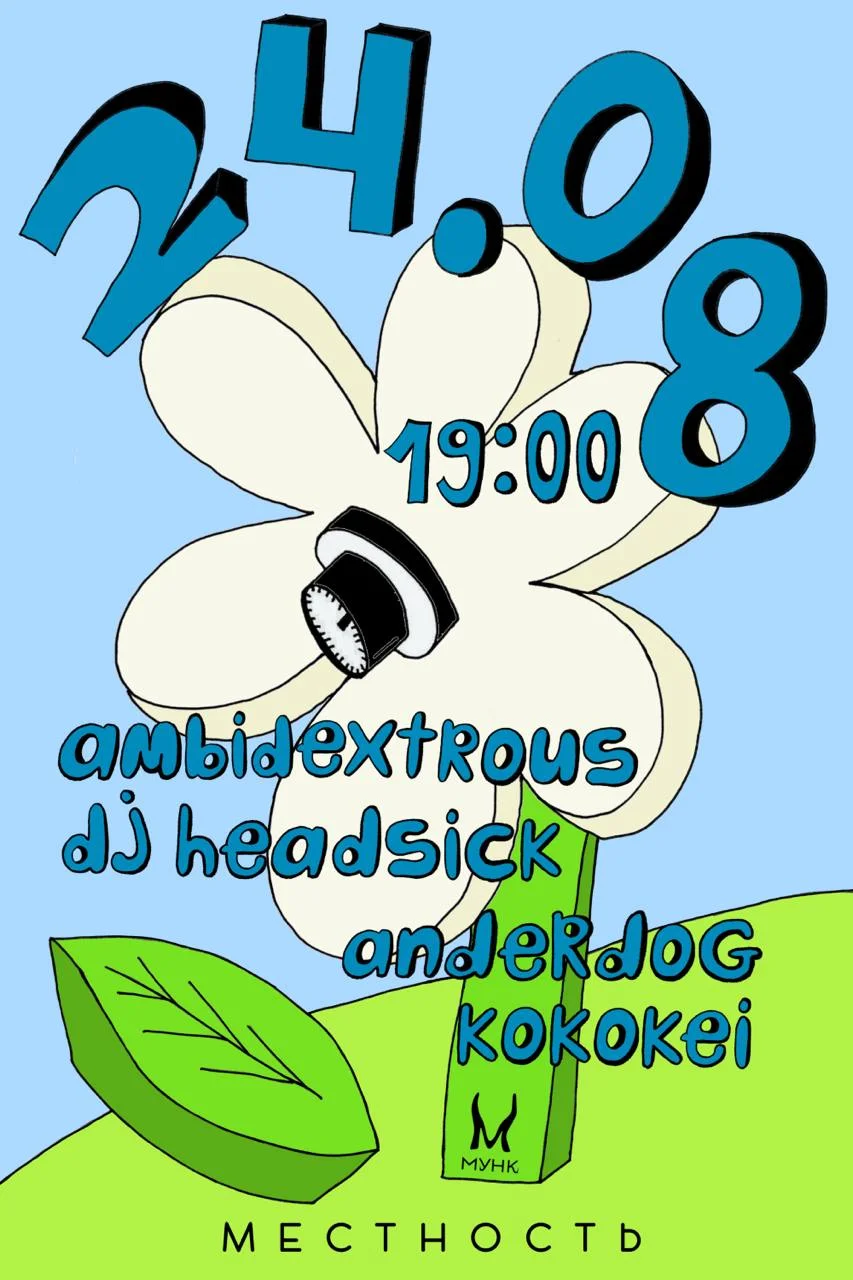 24.08
19:00
ambidextrous
dj headsick
anderdog
kokokei
МУНК
МЕСТНОСТЬ